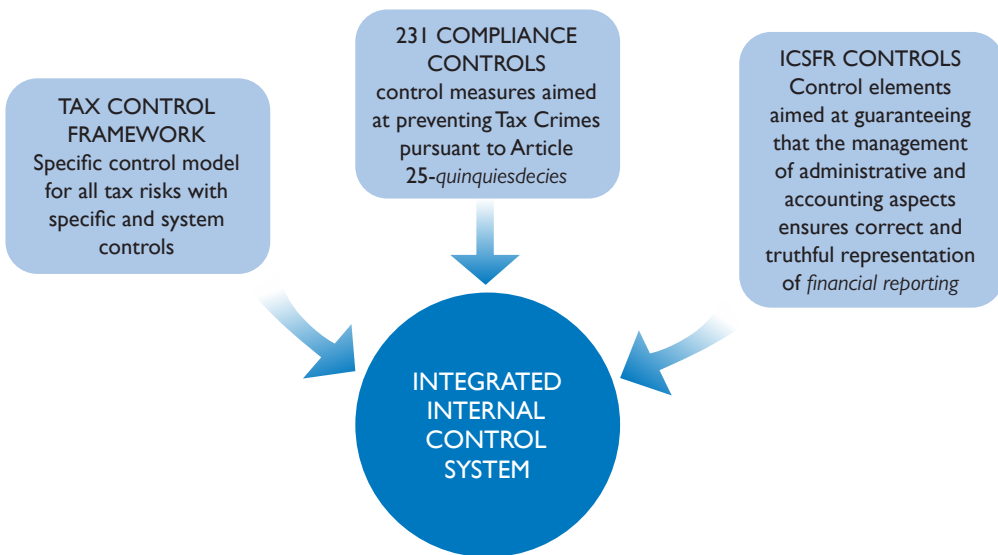 TAX CONTROL
FRAMEWORK
Specific control model
for all tax risks with
specific and system
controls
231 COMPLIANCE
CONTROLS
control measures aimed
at preventing Tax Crimes
pursuant to Article
25-quinquiesdecies
ICSFR CONTROLS
Control elements
aimed at guaranteeing
that the management
of administrative and
accounting aspects
ensures correct and
truthful representation
of financial reporting
INTEGRATED
INTERNAL
CONTROL
SYSTEM